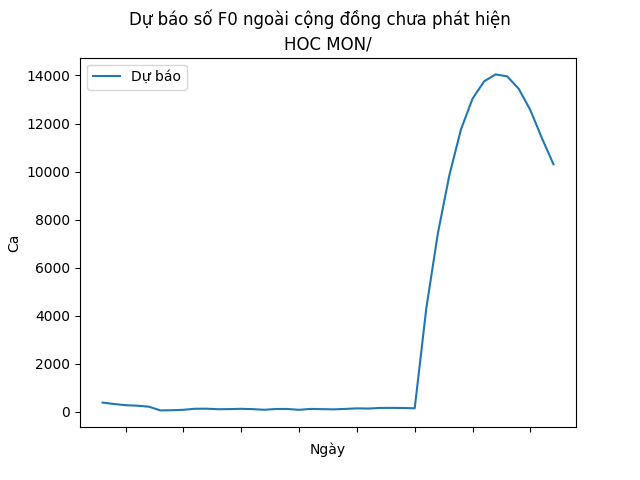 Dự báo số F0 ngoài cộng đồng chưa phát hiện
HOC MON/
Dự báo
14000
12000
10000
8000
6000
4000
2000
0
Ca
Ngày